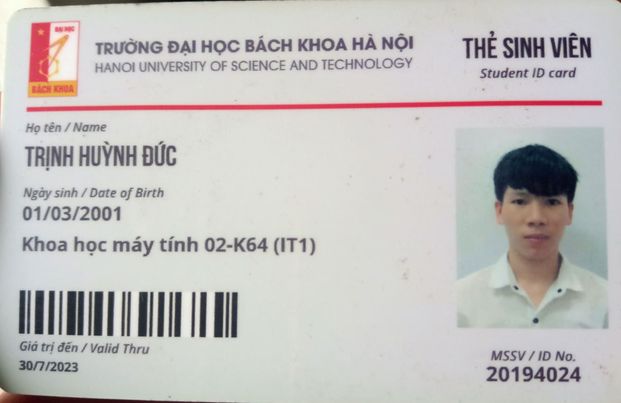 ĐẠI HỌC
BÁCH KHOA
TRƯỜNG ĐẠI HỌC BÁCH KHOA HÀ NỘI
HANOI UNIVERSITY OF SCIENCE AND TECHNOLOGY
THẺ SINH VIÊN
Student ID card
Họ tên / Name
TRỊNH HUỲNH ĐỨC
Ngày sinh / Date of Birth
01/03/2001
Khoa học máy tính 02-K64 (IT1)
Giá trị đến / Valid Thru
30/7/2023
MSSV / ID No.
20194024